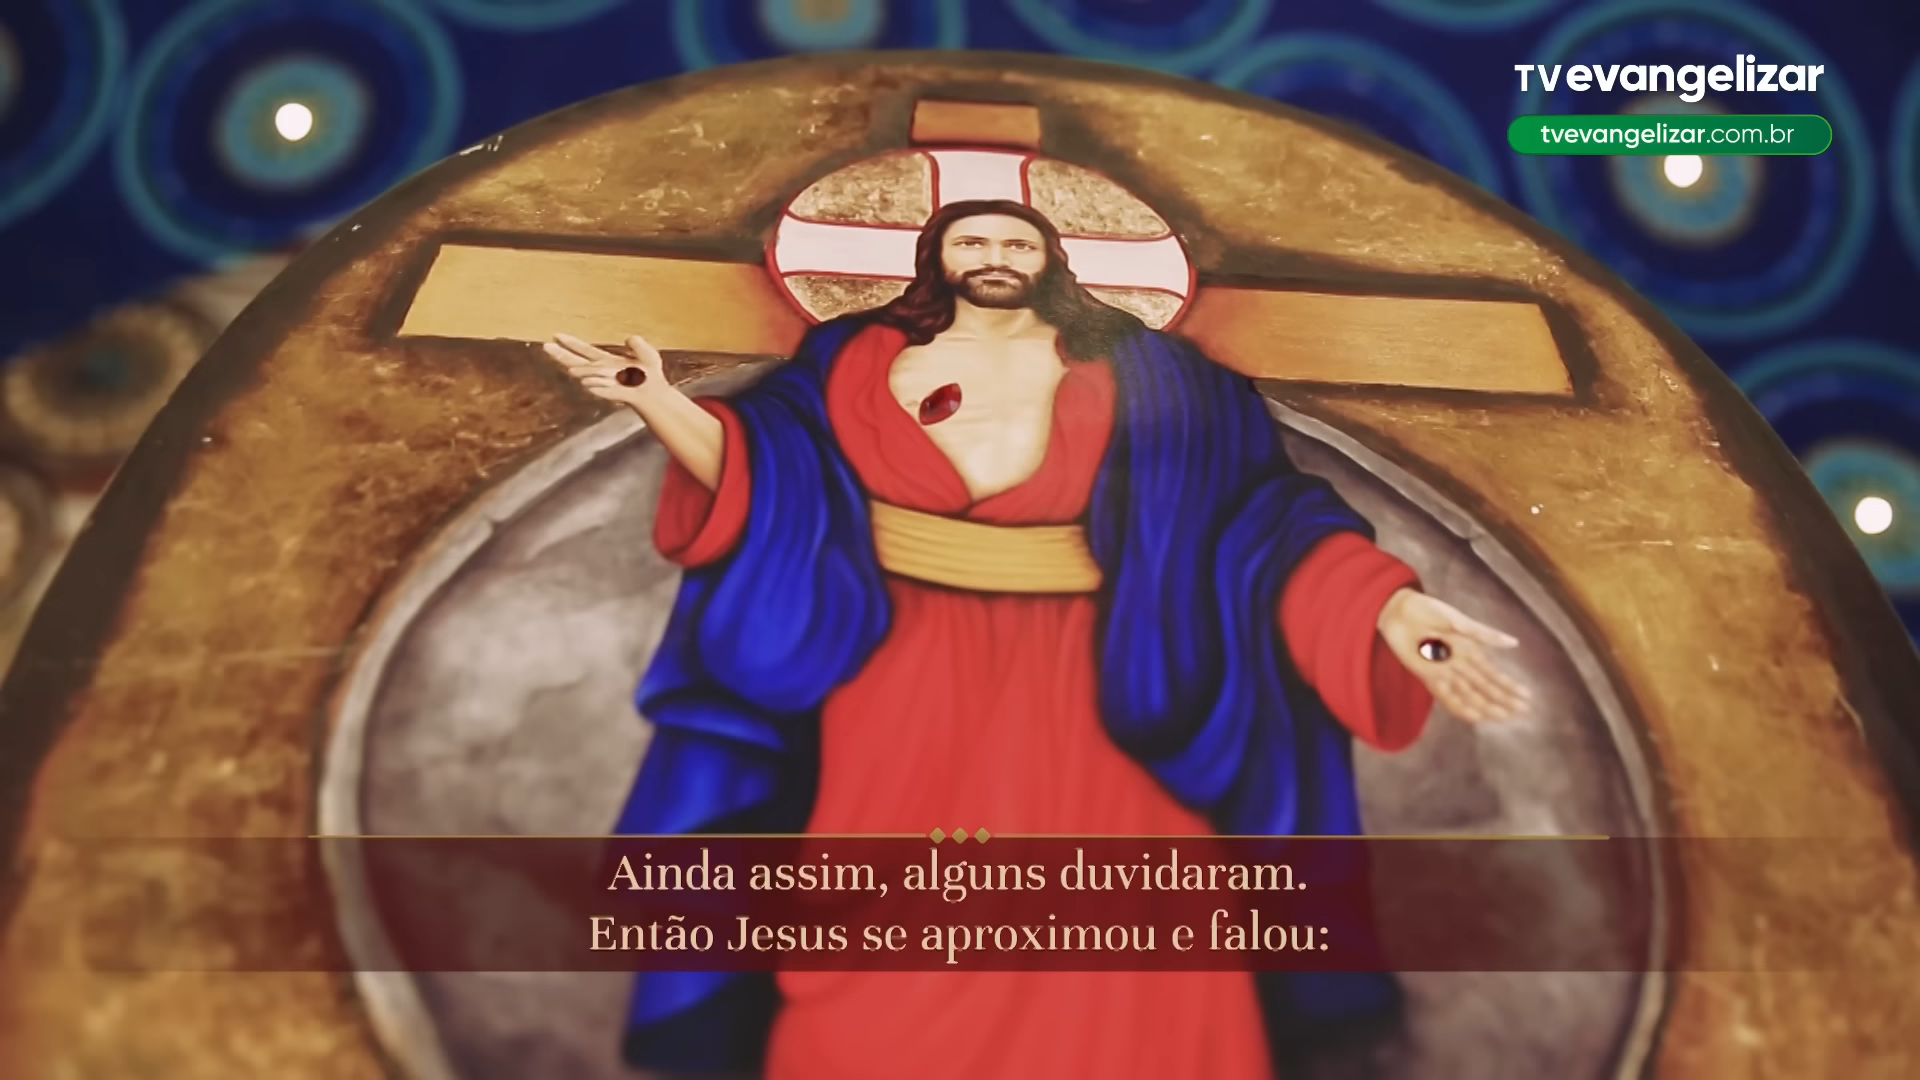 TVevangelizar
tvevangelizar.com.br
Ainda assim, alguns duvidaram.
Então Jesus se aproximou e falou: